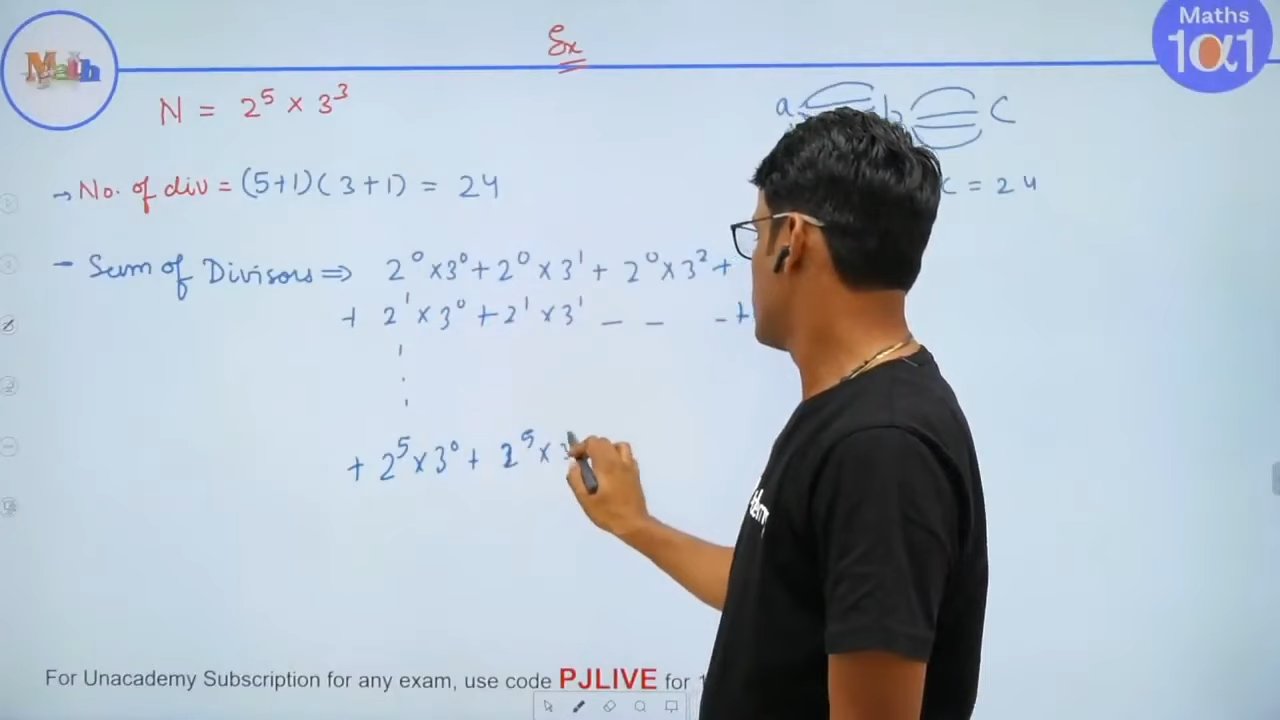 Ex
Math
Maths
1α1
N = 2⁵ × 3³
a b C
→ No. of div = (5+1)(3+1) = 24
C = 24
- Sum of Divisors ⇒ 2⁰×3⁰ + 2⁰×3¹ + 2⁰×3² +
+ 2¹×3⁰ + 2¹×3¹ _ _ _ +
+ 2⁵×3⁰ + 2⁵×
For Unacademy Subscription for any exam, use code PJLIVE for